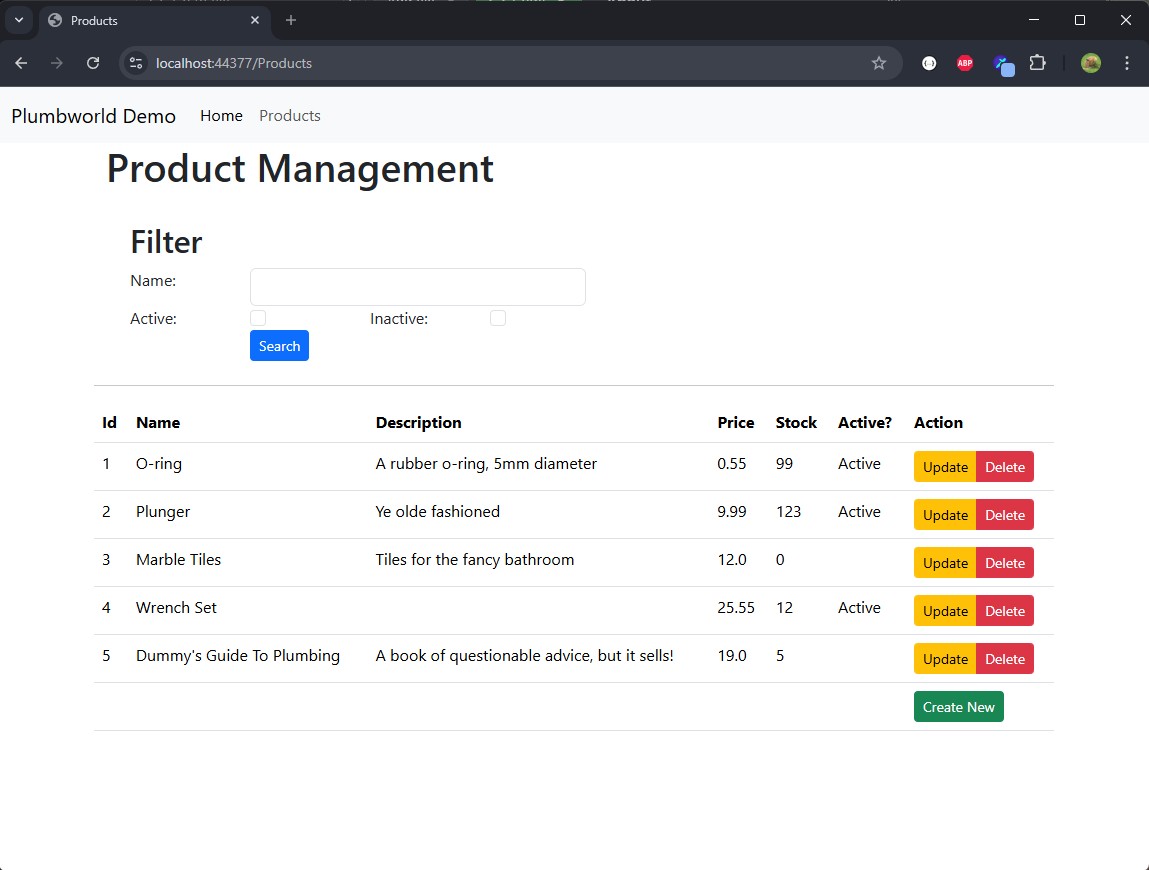 Products
localhost:44377/Products
ABP
Plumbworld Demo Home Products
Product Management
Filter
Name:
Active: Inactive:
Search
Id Name Description Price Stock Active? Action
1 O-ring A rubber o-ring, 5mm diameter 0.55 99 Active Update Delete
2 Plunger Ye olde fashioned 9.99 123 Active Update Delete
3 Marble Tiles Tiles for the fancy bathroom 12.0 0 Update Delete
4 Wrench Set 25.55 12 Active Update Delete
5 Dummy's Guide To Plumbing A book of questionable advice, but it sells! 19.0 5 Update Delete
Create New